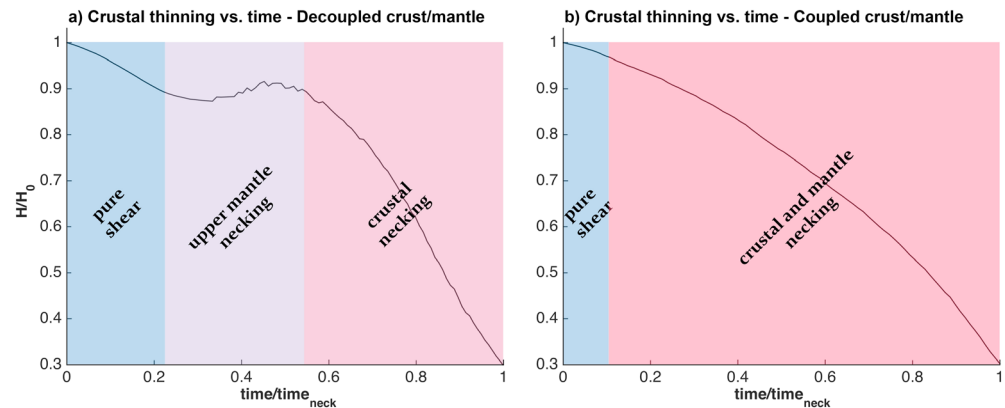 a) Crustal thinning vs. time - Decoupled crust/mantle
1
0.9
0.8
0.7
0.6
0.5
0.4
0.3
H/H0
pure
shear
upper mantle
necking
crustal
necking
0
0.2
0.4
0.6
0.8
1
time/timeneck
b) Crustal thinning vs. time - Coupled crust/mantle
1
0.9
0.8
0.7
0.6
0.5
0.4
0.3
pure
shear
crustal and mantle
necking
0
0.2
0.4
0.6
0.8
1
time/timeneck